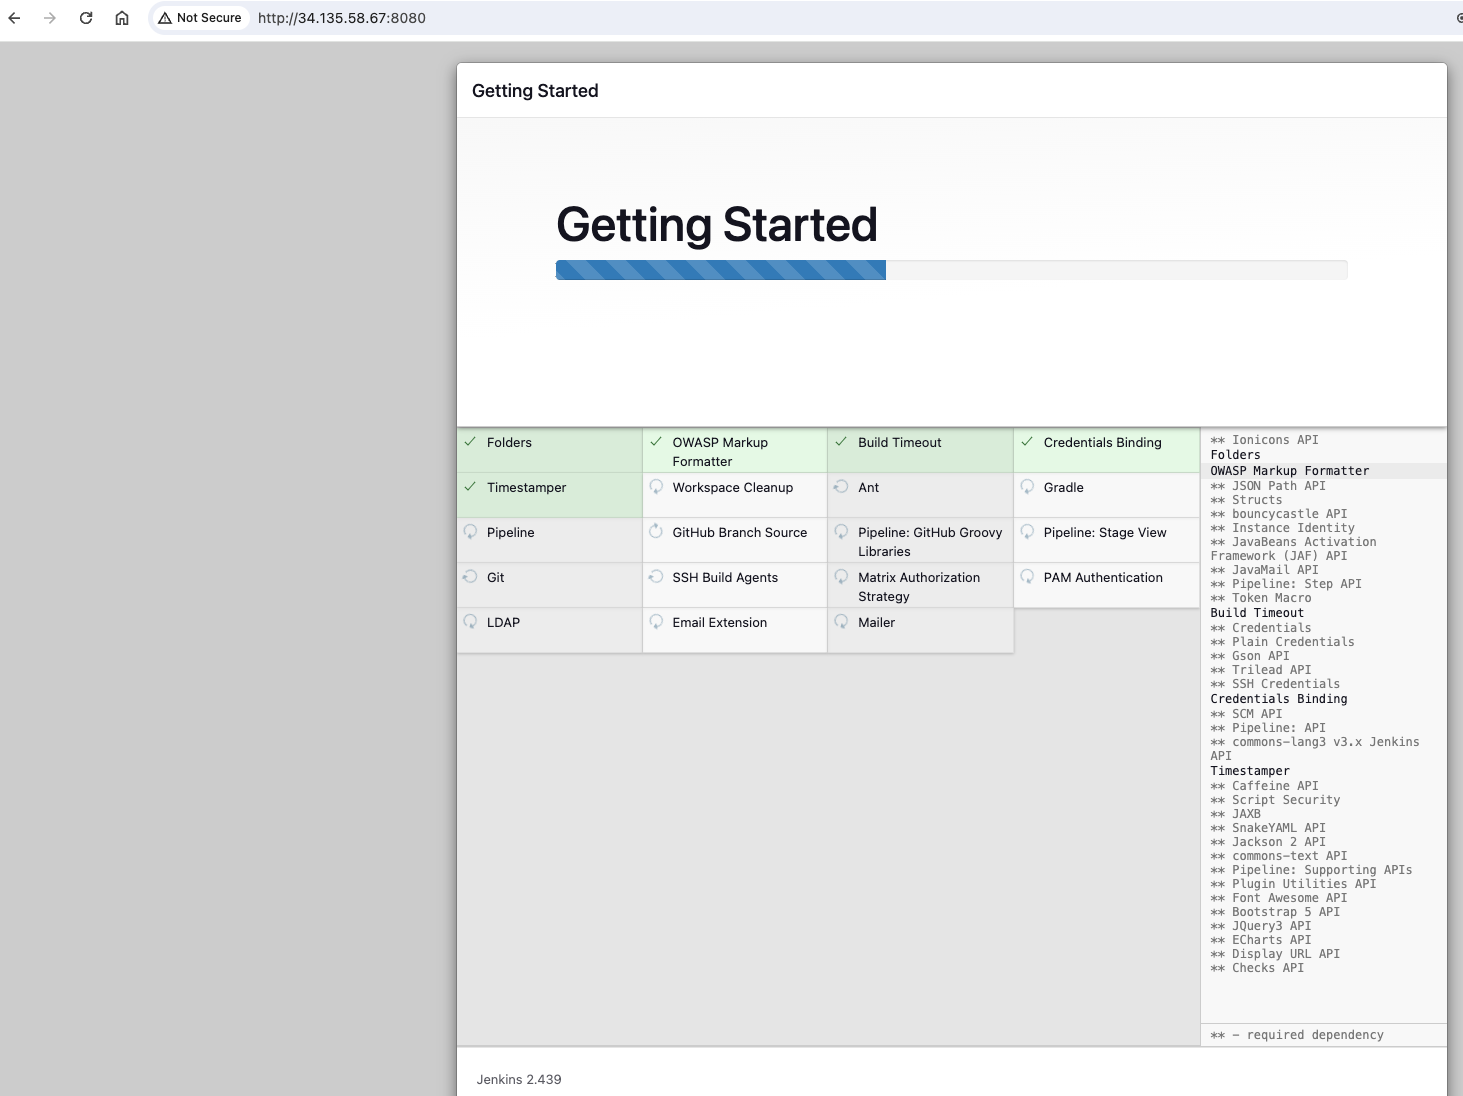 Not Secure http://34.135.58.67:8080
Getting Started
Getting Started
Folders
OWASP Markup
Formatter
Build Timeout
Credentials Binding
Timestamper
Workspace Cleanup
Ant
Gradle
Pipeline
GitHub Branch Source
Pipeline: GitHub Groovy
Libraries
Pipeline: Stage View
Git
SSH Build Agents
Matrix Authorization
Strategy
PAM Authentication
LDAP
Email Extension
Mailer
** Ionicons API
Folders
OWASP Markup Formatter
** JSON Path API
** Structs
** bouncycastle API
** Instance Identity
** JavaBeans Activation
Framework (JAF) API
** JavaMail API
** Pipeline: Step API
** Token Macro
Build Timeout
** Credentials
** Plain Credentials
** Gson API
** Trilead API
** SSH Credentials
Credentials Binding
** SCM API
** Pipeline: API
** commons-lang3 v3.x Jenkins
API
Timestamper
** Caffeine API
** Script Security
** JAXB
** SnakeYAML API
** Jackson 2 API
** commons-text API
** Pipeline: Supporting APIs
** Plugin Utilities API
** Font Awesome API
** Bootstrap 5 API
** JQuery3 API
** ECharts API
** Display URL API
** Checks API
** - required dependency
Jenkins 2.439